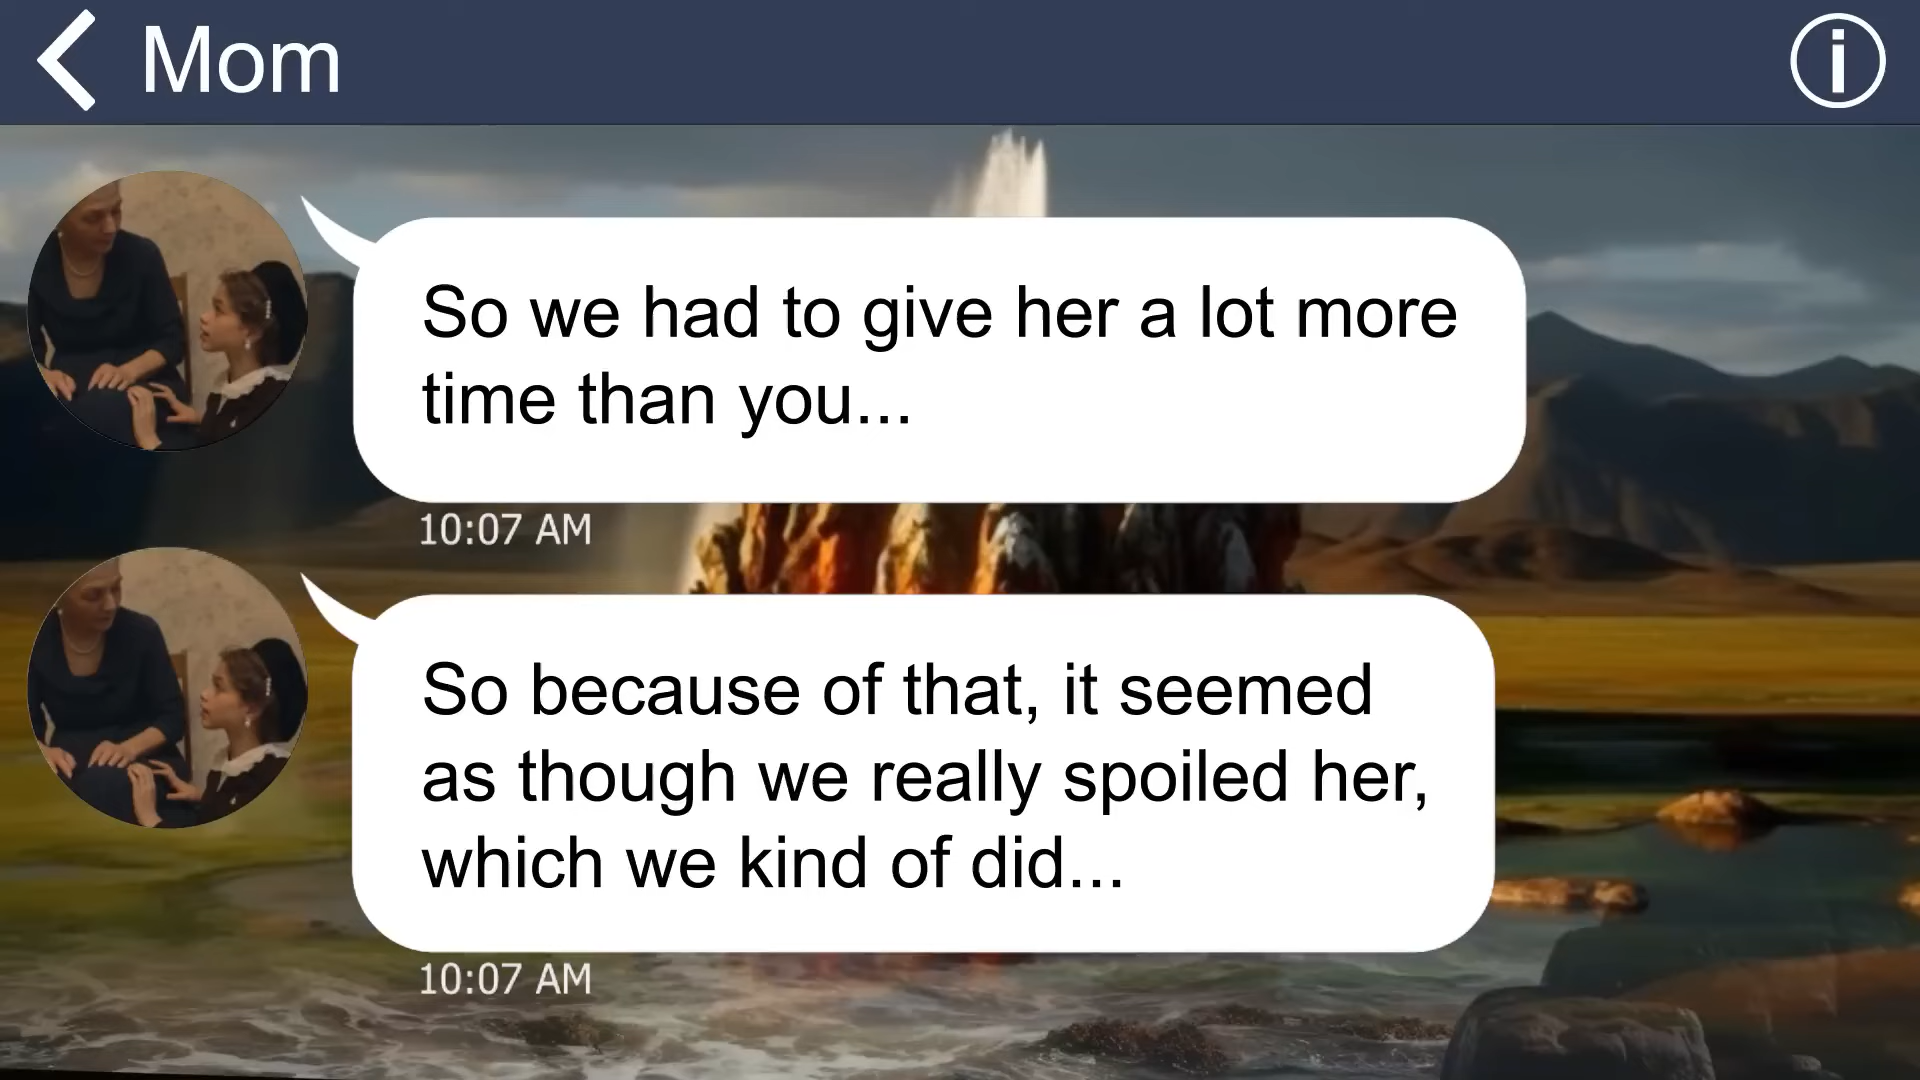 Mom
So we had to give her a lot more
time than you...
10:07 AM
So because of that, it seemed
as though we really spoiled her,
which we kind of did...
10:07 AM